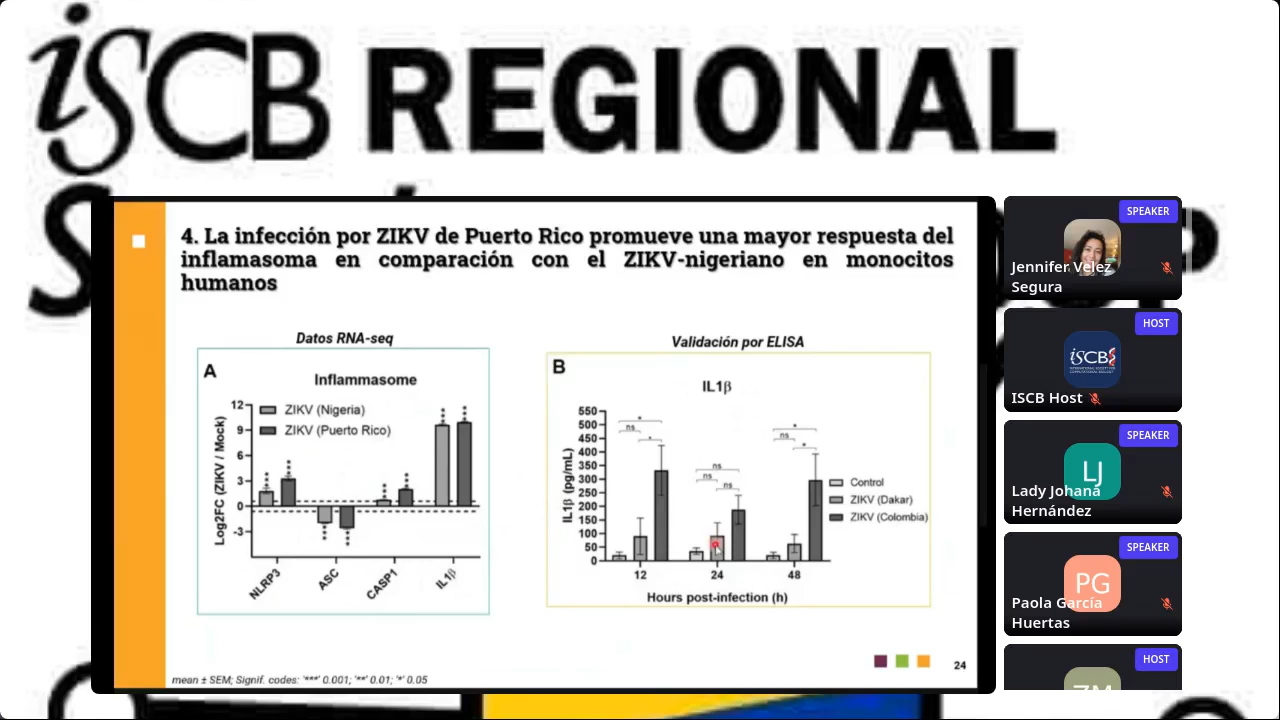 iSCB REGIONAL
4. La infección por ZIKV de Puerto Rico promueve una mayor respuesta del
inflamasoma en comparación con el ZIKV-nigeriano en monocitos
humanos
Datos RNA-seq
A
Inflammasome
ZIKV (Nigeria)
ZIKV (Puerto Rico)
Log2FC (ZIKV / Mock)
12
9
6
3
0
-3
NLRP3
ASC
CASP1
IL1β
Validación por ELISA
B
IL1β
IL1β (pg/mL)
550
500
450
400
350
300
250
200
150
100
50
0
*
ns
*
ns
ns
ns
*
ns
*
Control
ZIKV (Dakar)
ZIKV (Colombia)
12
24
48
Hours post-infection (h)
mean ± SEM; Signif. codes: '***' 0.001; '**' 0.01; '*' 0.05
24
SPEAKER
Jennifer Velez
Segura
HOST
iSCB
ISCB Host
SPEAKER
LJ
Lady Johana
Hernández
SPEAKER
PG
Paola García
Huertas
HOST